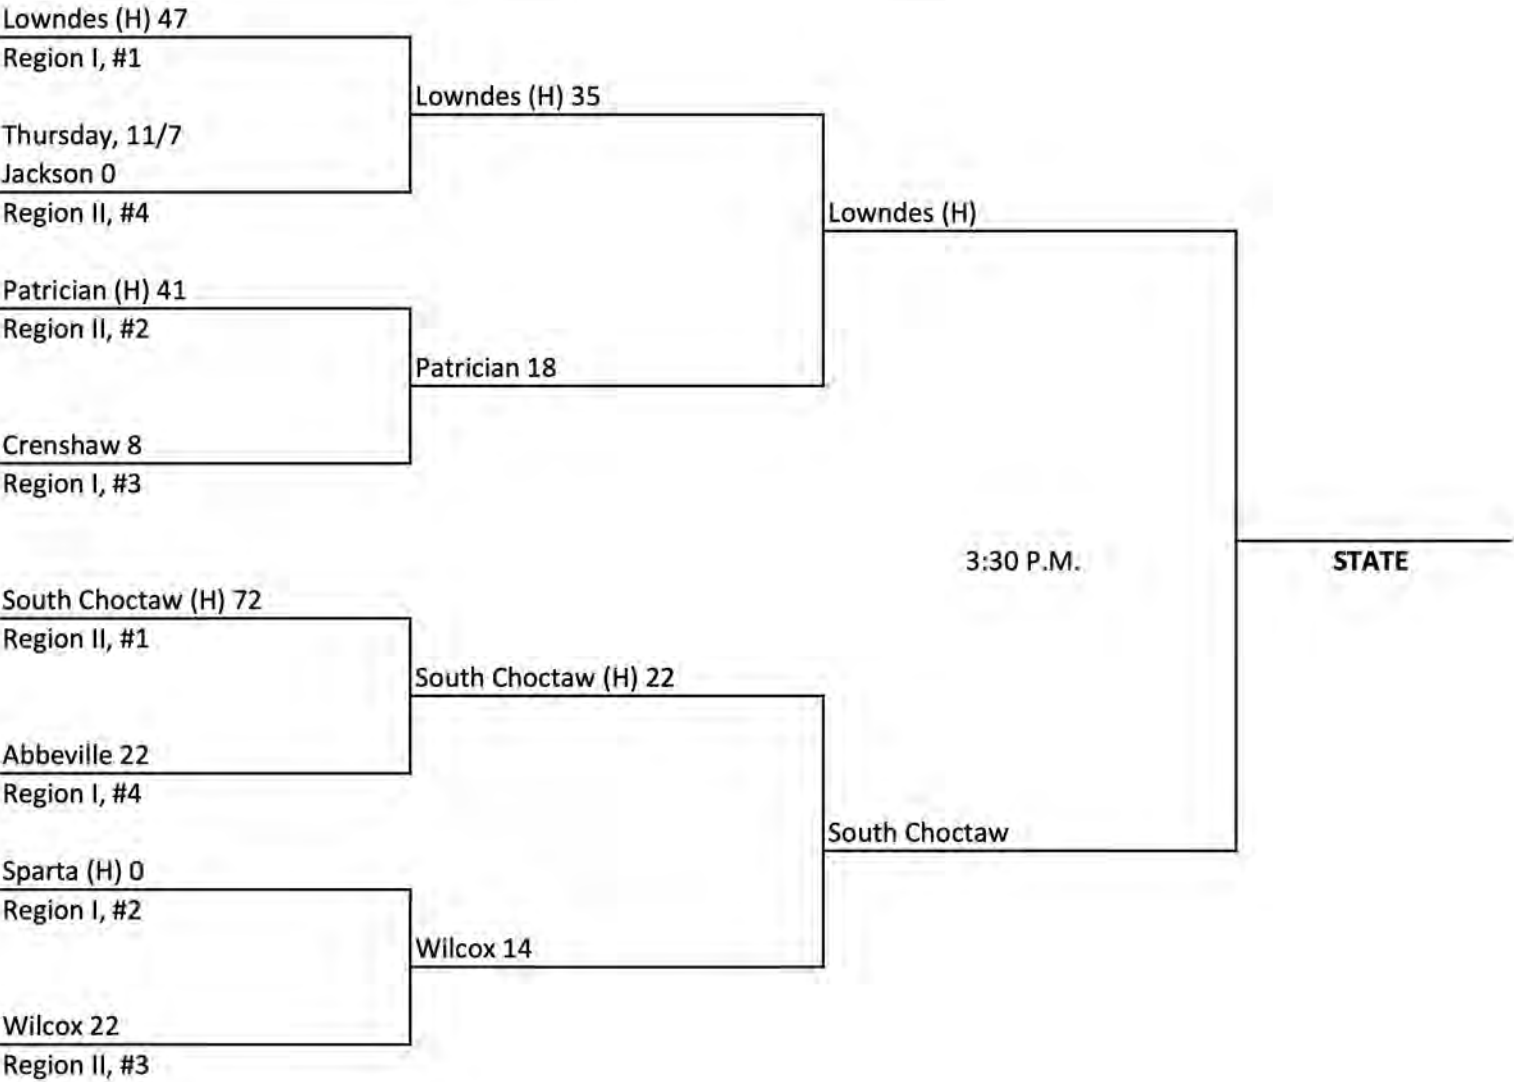 Lowndes (H) 47
Region I, #1
Thursday, 11/7
Jackson 0
Region II, #4
Patrician (H) 41
Region II, #2
Crenshaw 8
Region I, #3
South Choctaw (H) 72
Region II, #1
Abbeville 22
Region I, #4
Sparta (H) 0
Region I, #2
Wilcox 22
Region II, #3
Lowndes (H) 35
Patrician 18
South Choctaw (H) 22
Wilcox 14
Lowndes (H)
3:30 P.M.
South Choctaw
STATE